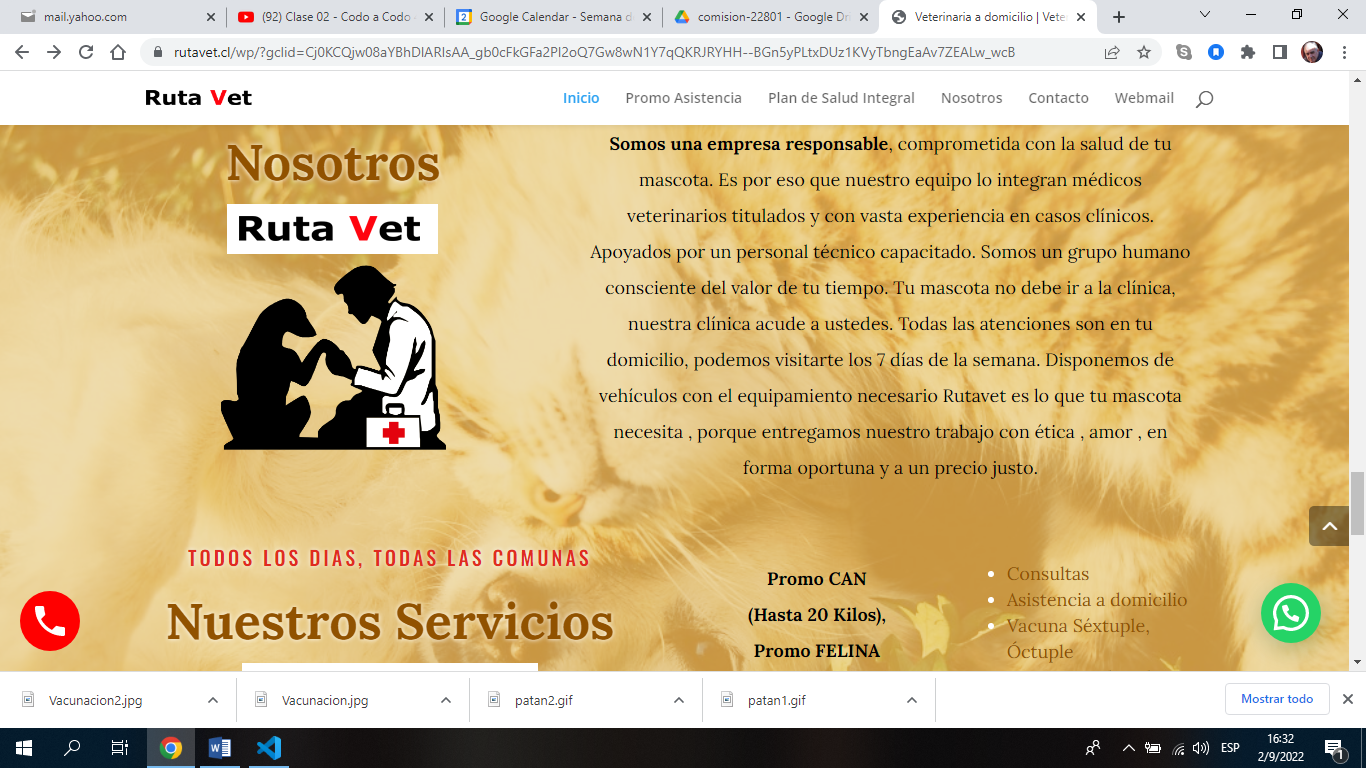 mail.yahoo.com
(92) Clase 02 - Codo a Codo
Google Calendar - Semana d
comision-22801 - Google Dr
Veterinaria a domicilio | Vete
rutavet.cl/wp/?gclid=Cj0KCQjw08aYBhDlARIsAA_gb0cFkGFa2Pl2oQ7Gw8wN1Y7qQKRJRYHH--BGn5yPLtxDUz1KVyTbngEaAv7ZEALw_wcB
Ruta Vet
Inicio
Promo Asistencia
Plan de Salud Integral
Nosotros
Contacto
Webmail
Nosotros
Ruta Vet
Somos una empresa responsable, comprometida con la salud de tu
mascota. Es por eso que nuestro equipo lo integran médicos
veterinarios titulados y con vasta experiencia en casos clínicos.
Apoyados por un personal técnico capacitado. Somos un grupo humano
consciente del valor de tu tiempo. Tu mascota no debe ir a la clínica,
nuestra clínica acude a ustedes. Todas las atenciones son en tu
domicilio, podemos visitarte los 7 días de la semana. Disponemos de
vehículos con el equipamiento necesario Rutavet es lo que tu mascota
necesita , porque entregamos nuestro trabajo con ética , amor , en
forma oportuna y a un precio justo.
TODOS LOS DIAS, TODAS LAS COMUNAS
Nuestros Servicios
Promo CAN
(Hasta 20 Kilos),
Promo FELINA
Consultas
Asistencia a domicilio
Vacuna Séxtuple,
Óctuple
Vacunacion2.jpg
Vacunacion.jpg
patan2.gif
patan1.gif
Mostrar todo
ESP
16:32
2/9/2022
1